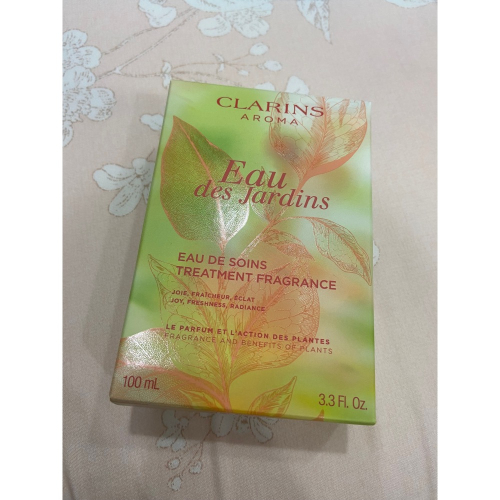 CLARINS
AROMA
Eau
des Jardins
EAU DE SOINS
TREATMENT FRAGRANCE
JOIE, FRAÎCHEUR, ÉCLAT
JOY, FRESHNESS, RADIANCE
LE PARFUM ET L'ACTION DES PLANTES
FRAGRANCE AND BENEFITS OF PLANTS
100 mL
3.3 Fl. Oz.